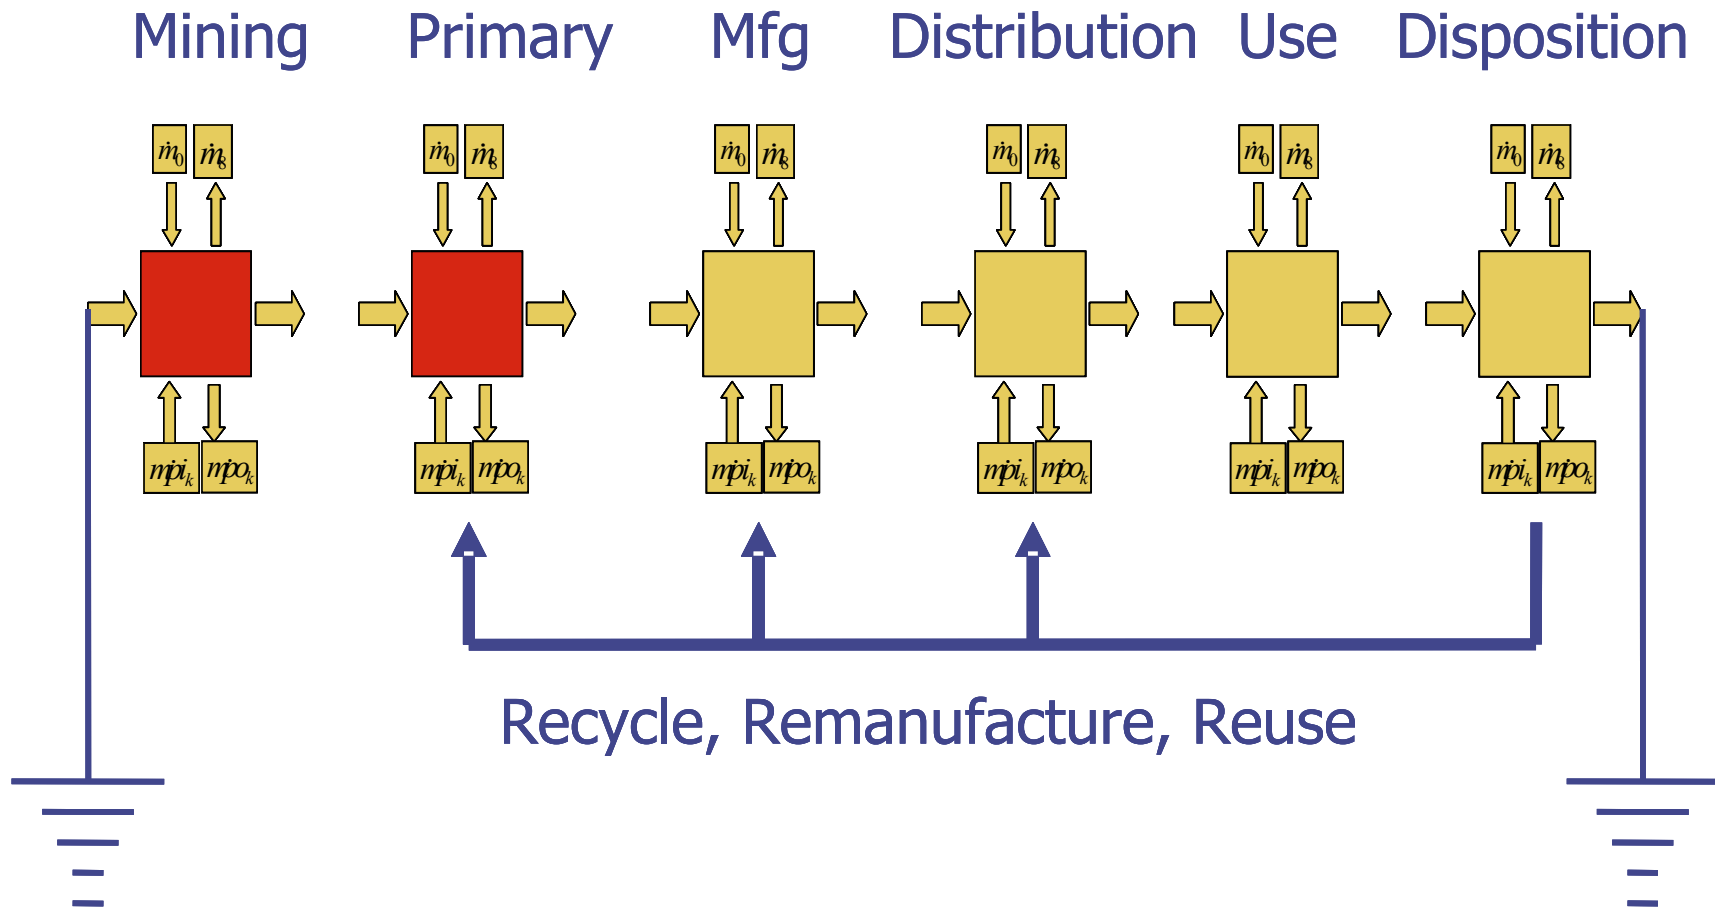 Mining Primary Mfg Distribution Use Disposition
ṁ₀ ṁ₈ ṁ₀ ṁ₈ ṁ₀ ṁ₈ ṁ₀ ṁ₈ ṁ₀ ṁ₈ ṁ₀ ṁ₈
ṁpiₖ ṁpoₖ ṁpiₖ ṁpoₖ ṁpiₖ ṁpoₖ ṁpiₖ ṁpoₖ ṁpiₖ ṁpoₖ ṁpiₖ ṁpoₖ
Recycle, Remanufacture, Reuse